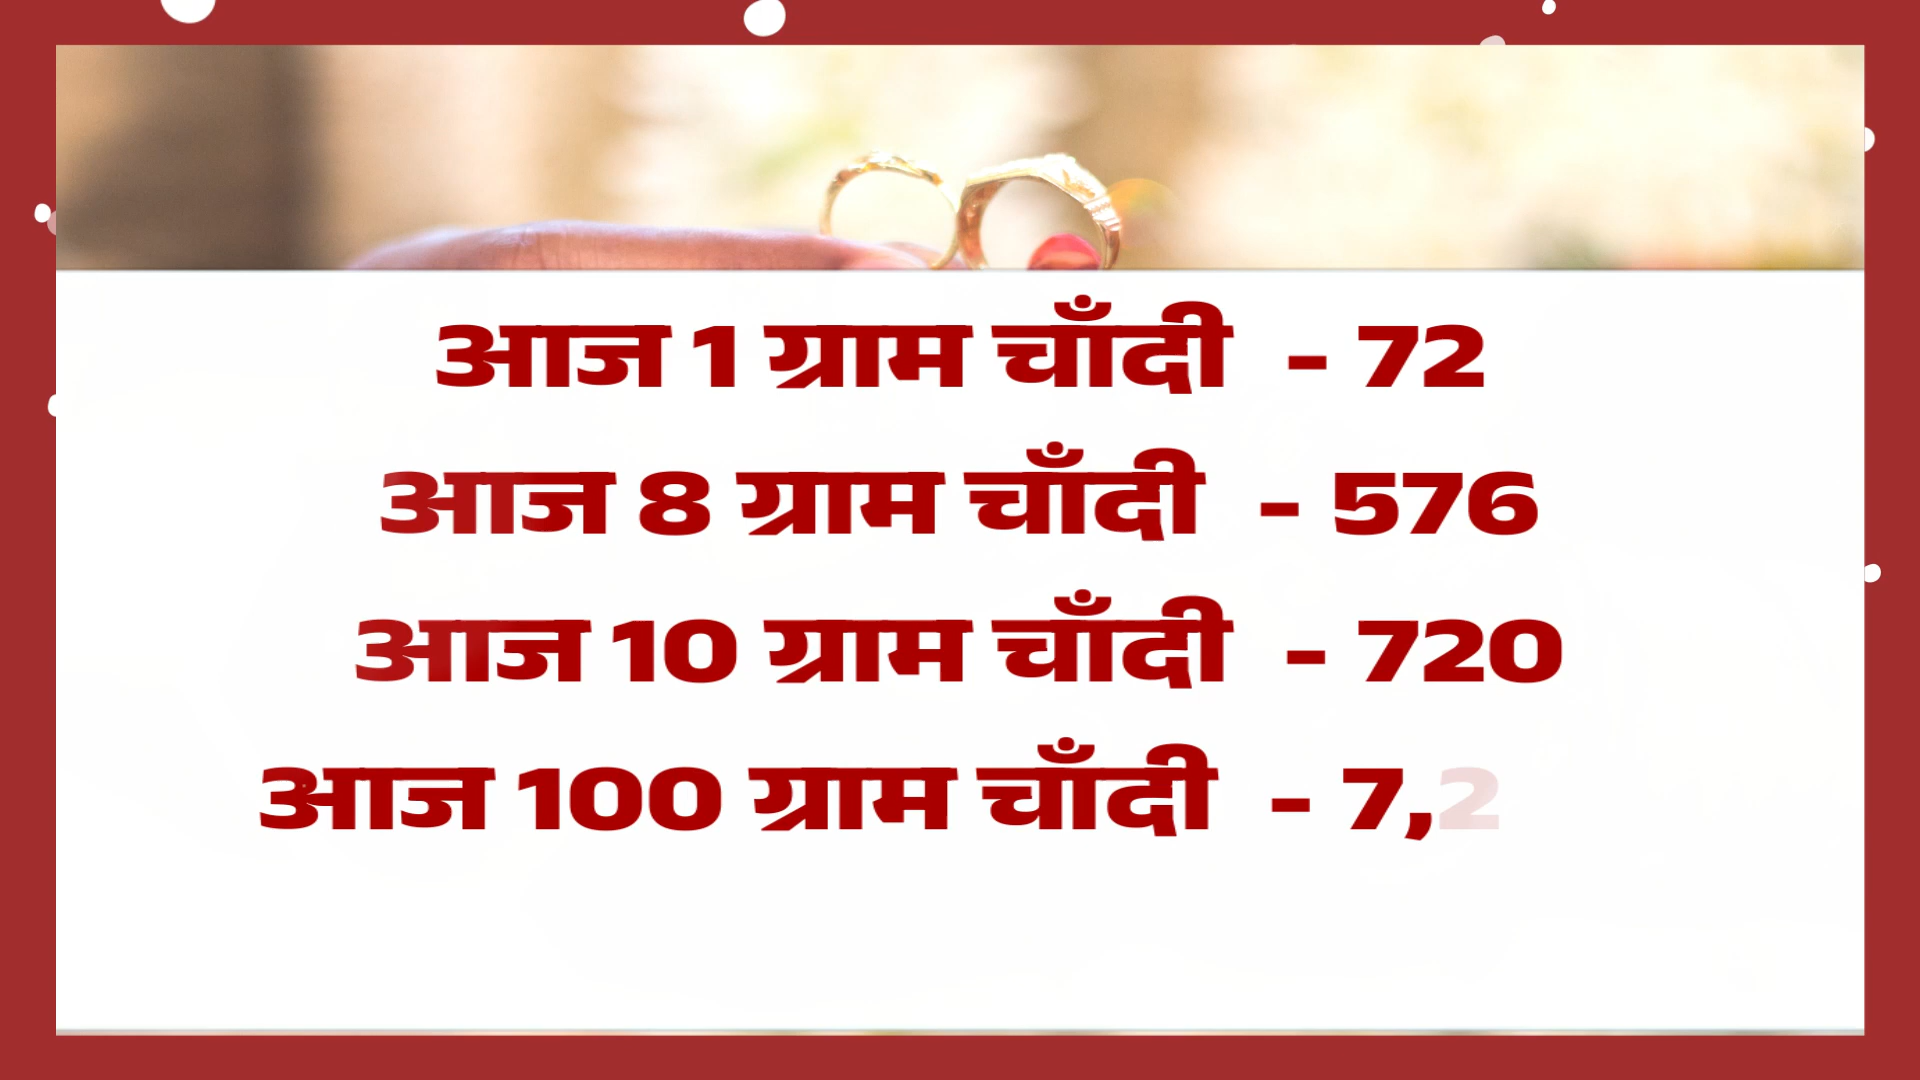 आज 1 ग्राम चाँदी - 72
आज 8 ग्राम चाँदी - 576
आज 10 ग्राम चाँदी - 720
आज 100 ग्राम चाँदी - 7,2